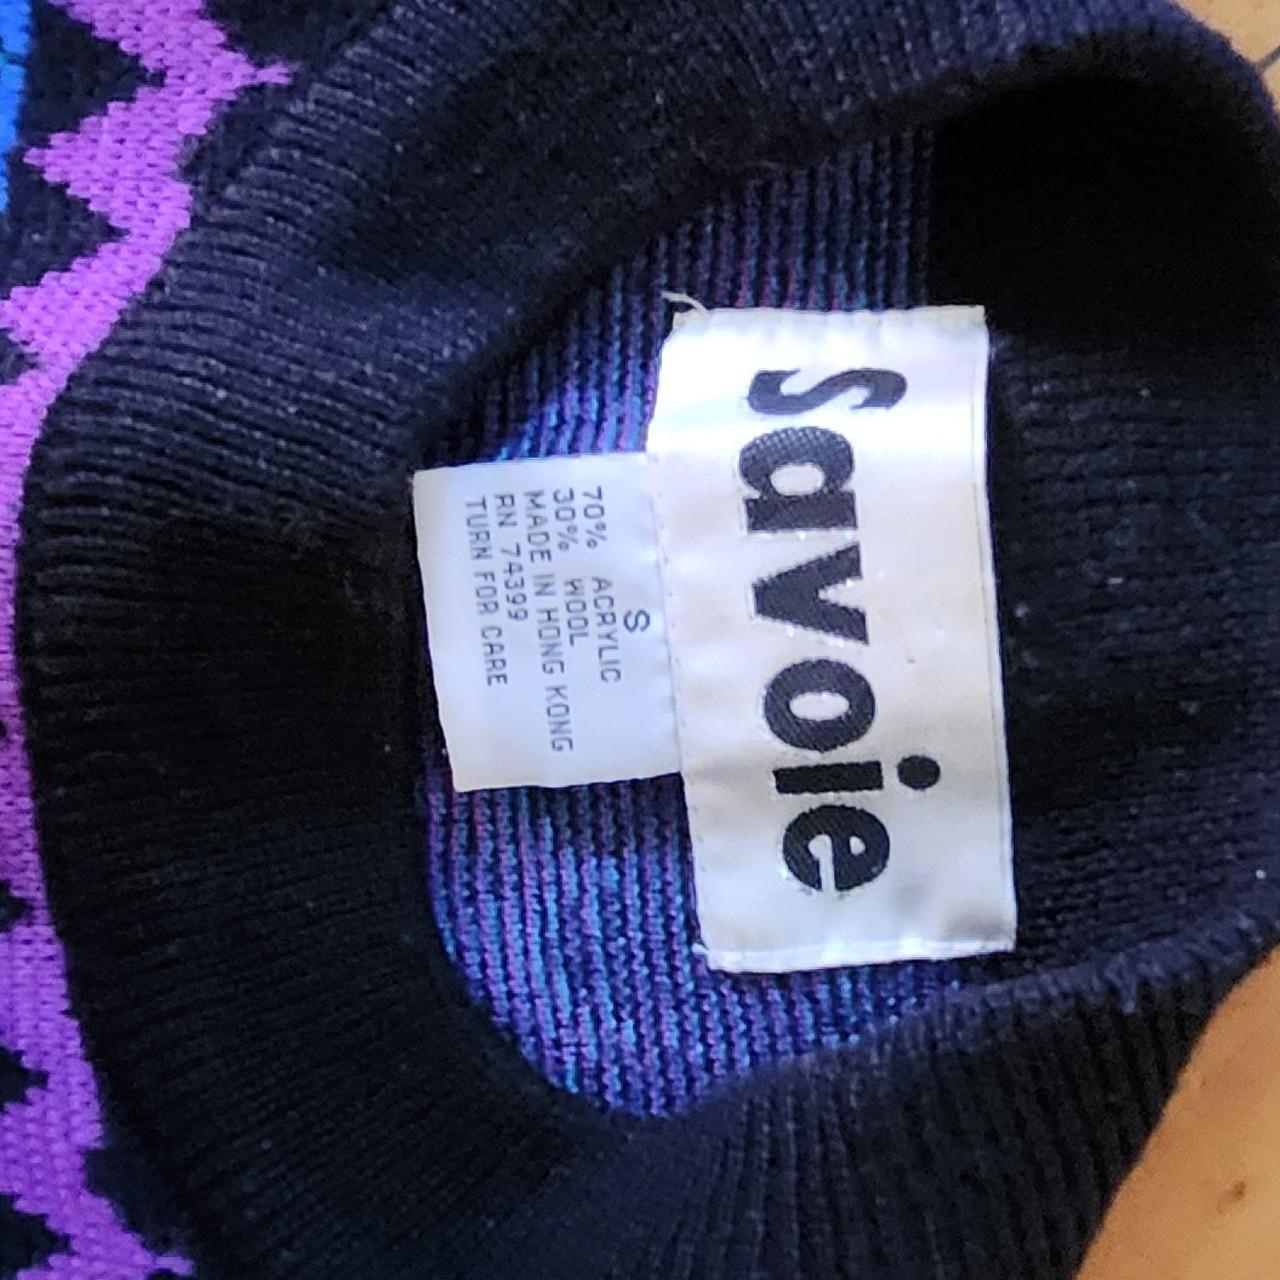 Savoie
S
70% ACRYLIC
30% WOOL
MADE IN HONG KONG
RN 74399
TURN FOR CARE